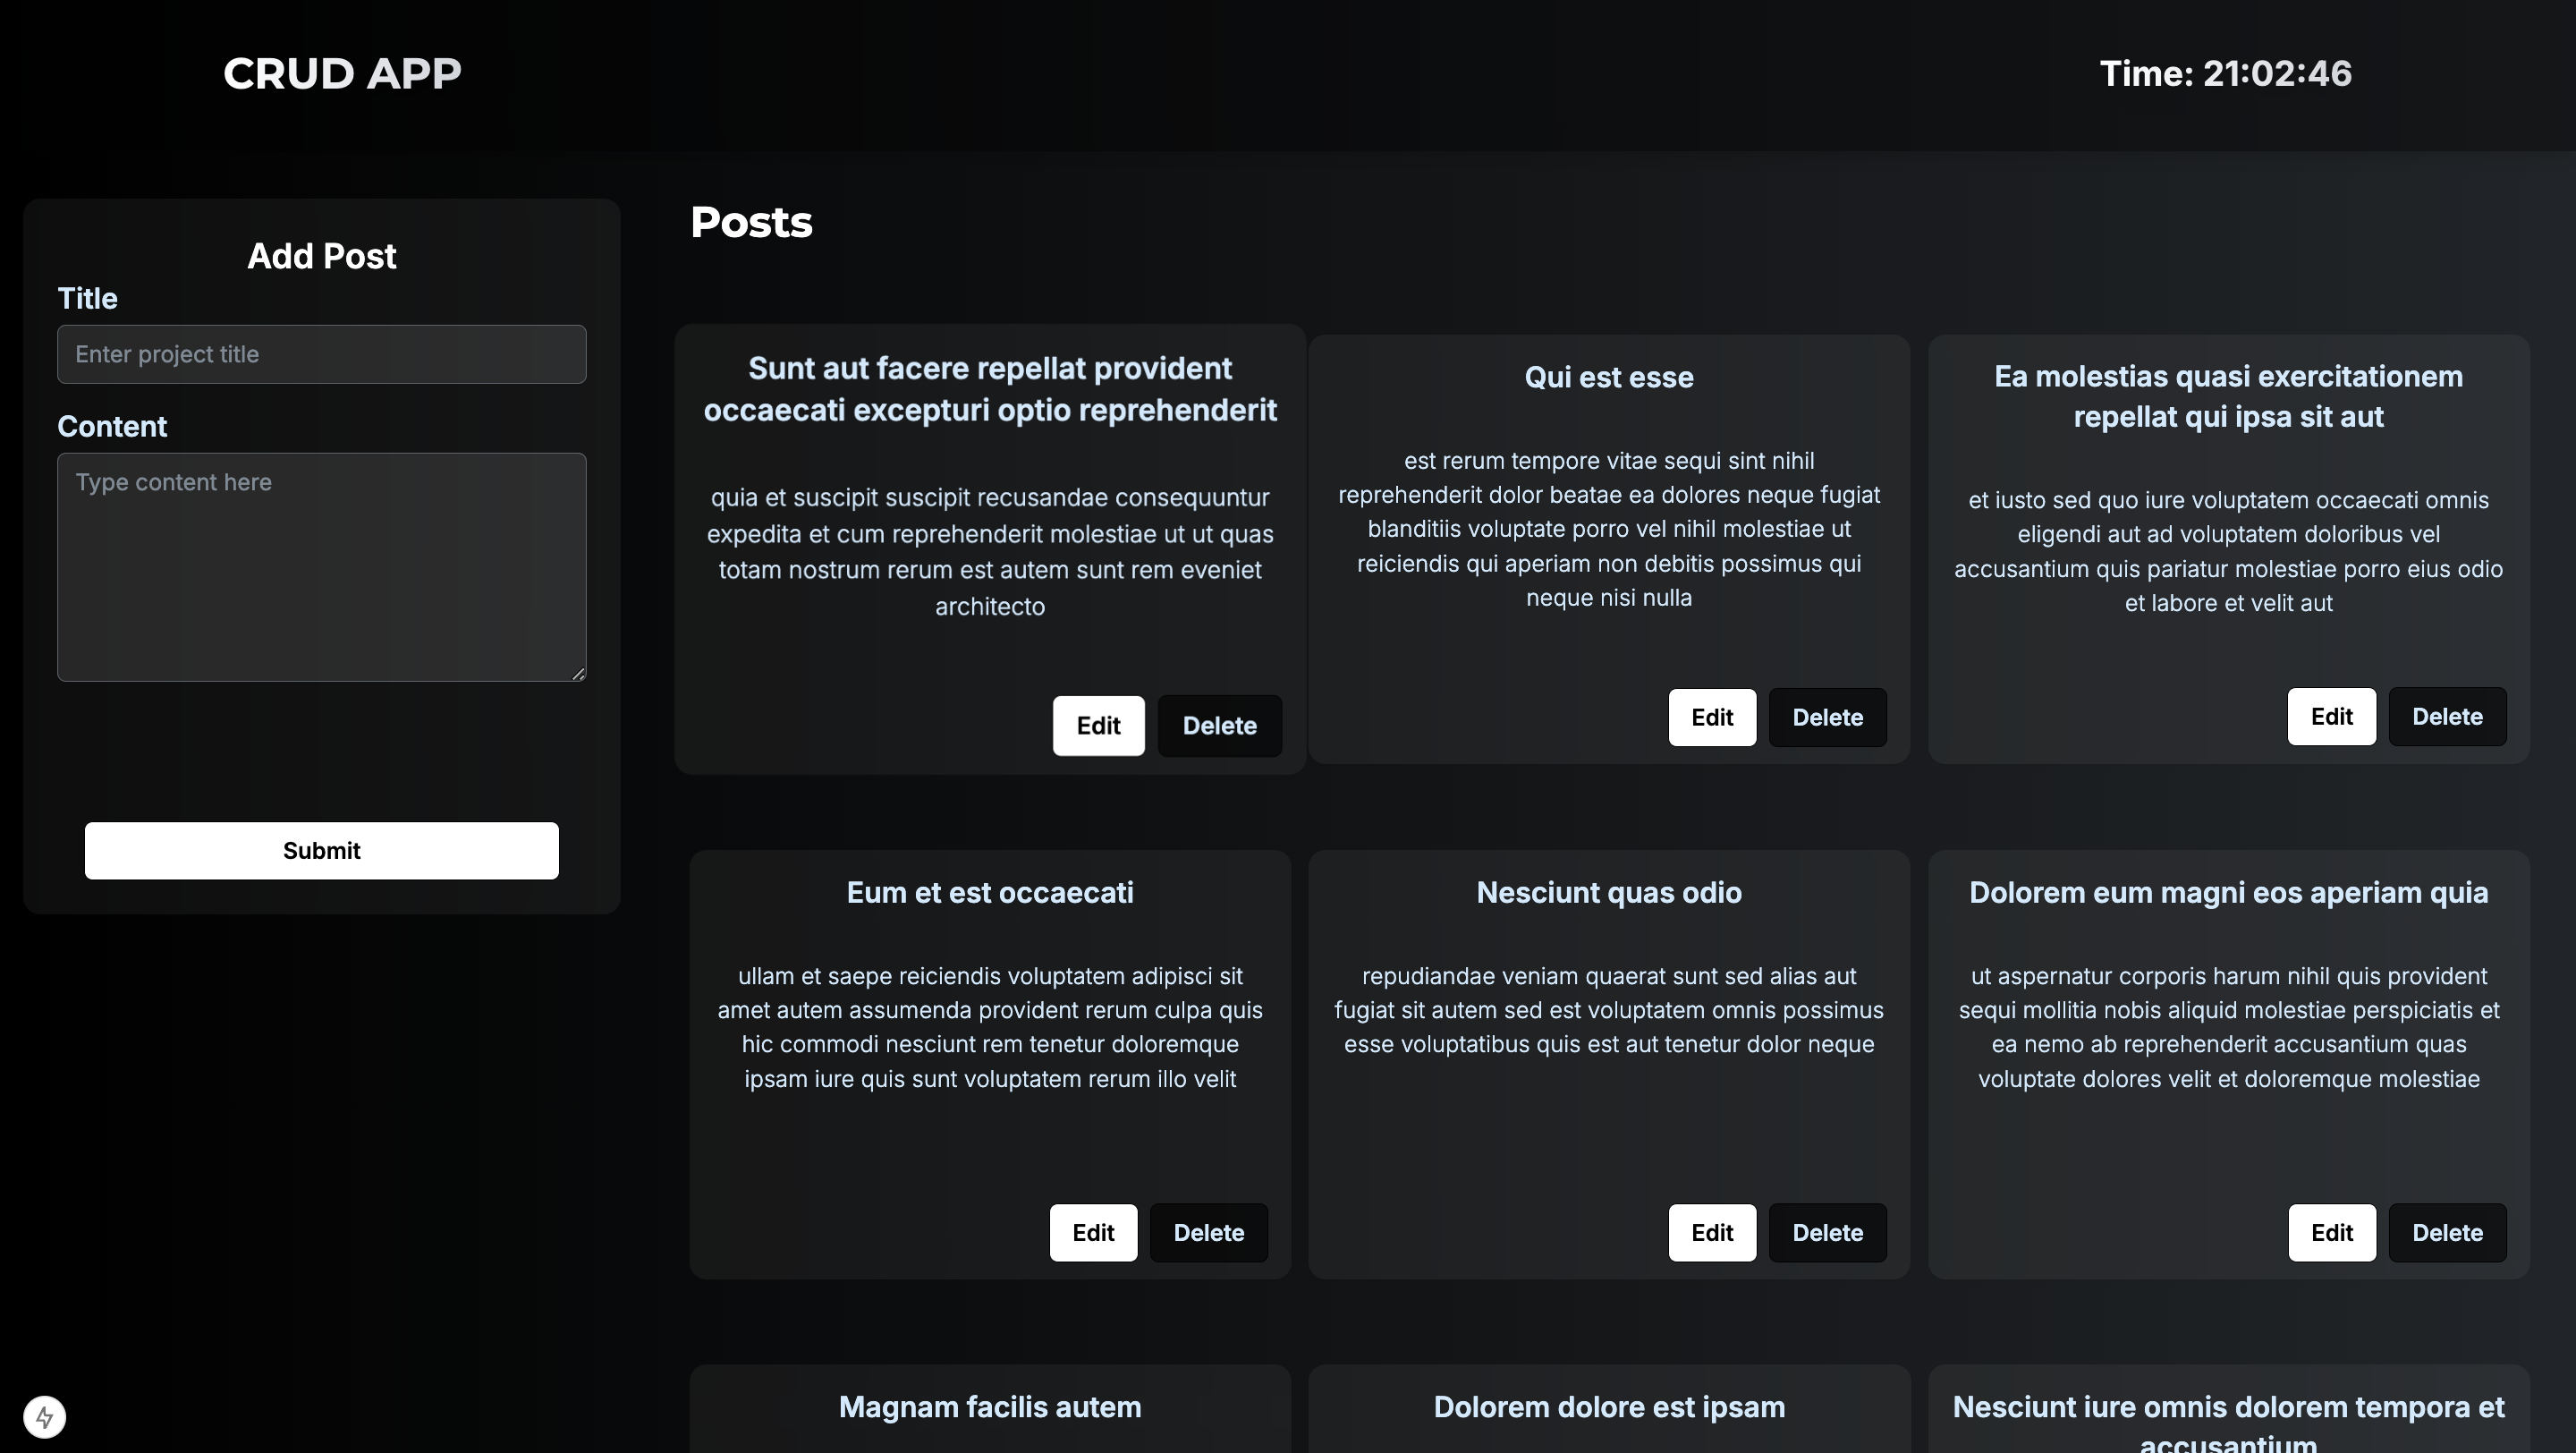 CRUD APP
Time: 21:02:46
Add Post
Title
Enter project title
Content
Type content here
Submit
Posts
Sunt aut facere repellat provident
occaecati excepturi optio reprehenderit
quia et suscipit suscipit recusandae consequuntur
expedita et cum reprehenderit molestiae ut ut quas
totam nostrum rerum est autem sunt rem eveniet
architecto
Edit
Delete
Qui est esse
est rerum tempore vitae sequi sint nihil
reprehenderit dolor beatae ea dolores neque fugiat
blanditiis voluptate porro vel nihil molestiae ut
reiciendis qui aperiam non debitis possimus qui
neque nisi nulla
Edit
Delete
Ea molestias quasi exercitationem
repellat qui ipsa sit aut
et iusto sed quo iure voluptatem occaecati omnis
eligendi aut ad voluptatem doloribus vel
accusantium quis pariatur molestiae porro eius odio
et labore et velit aut
Edit
Delete
Eum et est occaecati
ullam et saepe reiciendis voluptatem adipisci sit
amet autem assumenda provident rerum culpa quis
hic commodi nesciunt rem tenetur doloremque
ipsam iure quis sunt voluptatem rerum illo velit
Edit
Delete
Nesciunt quas odio
repudiandae veniam quaerat sunt sed alias aut
fugiat sit autem sed est voluptatem omnis possimus
esse voluptatibus quis est aut tenetur dolor neque
Edit
Delete
Dolorem eum magni eos aperiam quia
ut aspernatur corporis harum nihil quis provident
sequi mollitia nobis aliquid molestiae perspiciatis et
ea nemo ab reprehenderit accusantium quas
voluptate dolores velit et doloremque molestiae
Edit
Delete
Magnam facilis autem
Dolorem dolore est ipsam
Nesciunt iure omnis dolorem tempora et
accusantium